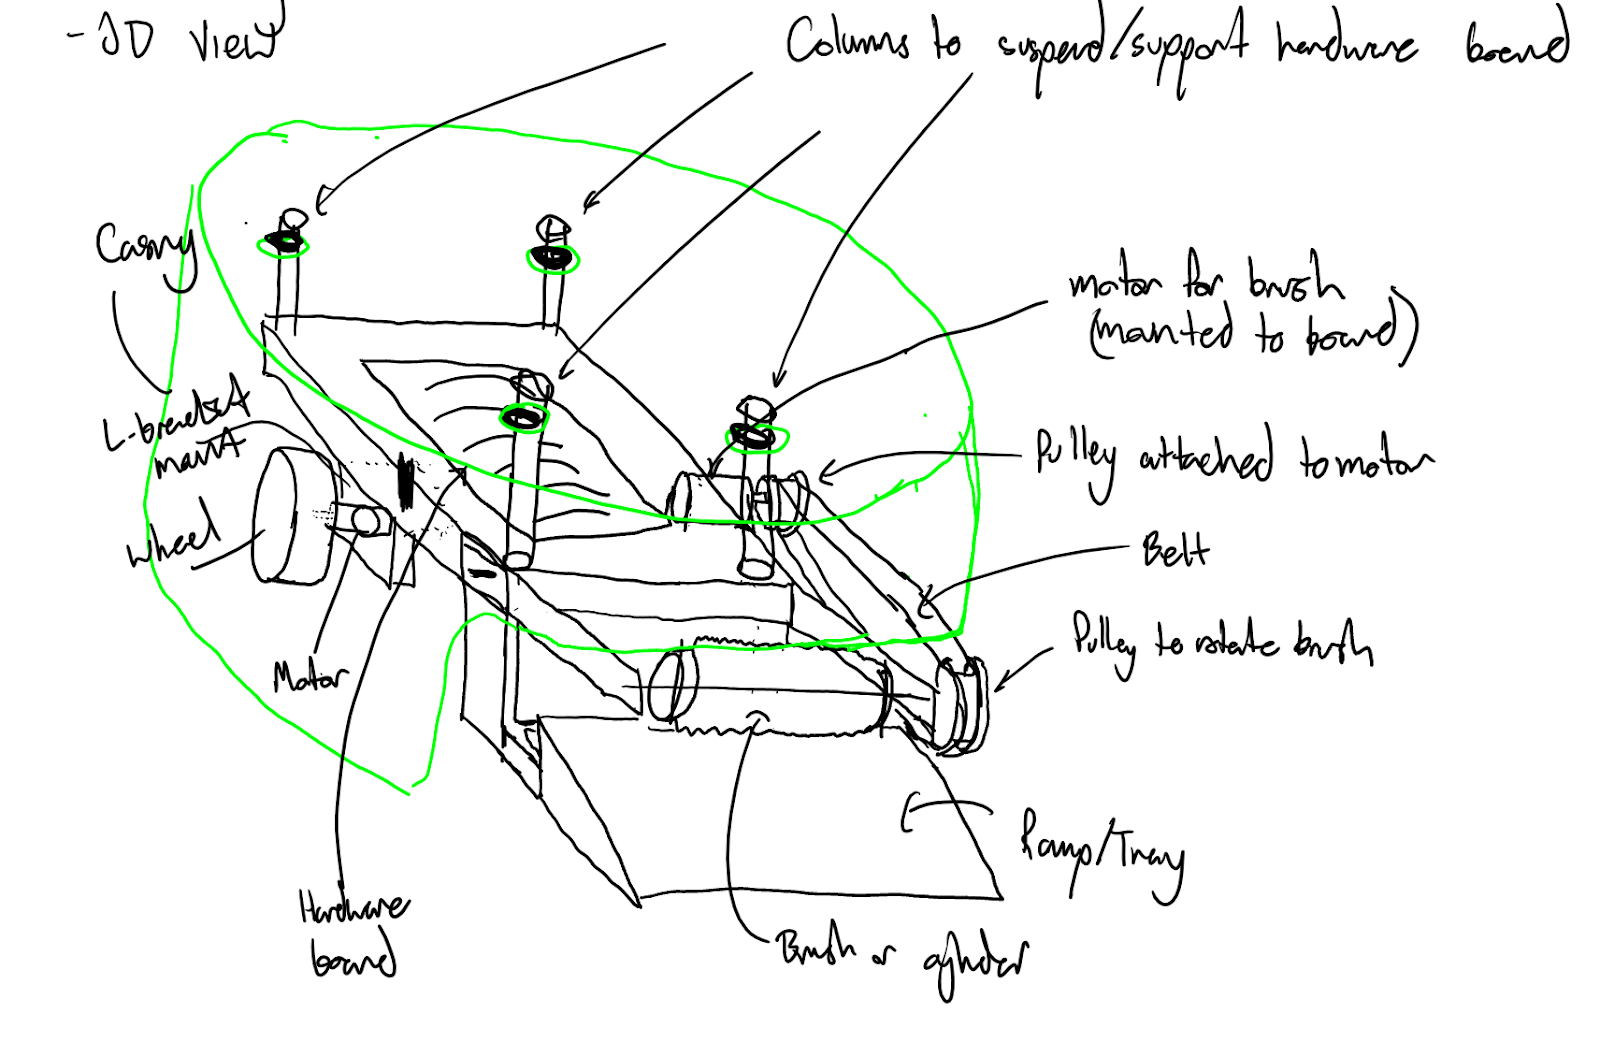 - 3D View
Columns to suspend/support hardware board
Casing
motor for brush
(mounted to board)
L-bracket
mount
Pulley attached to motor
wheel
Belt
Pulley to rotate brush
Motor
Ramp/Tray
Hardware
board
Brush or cylinder